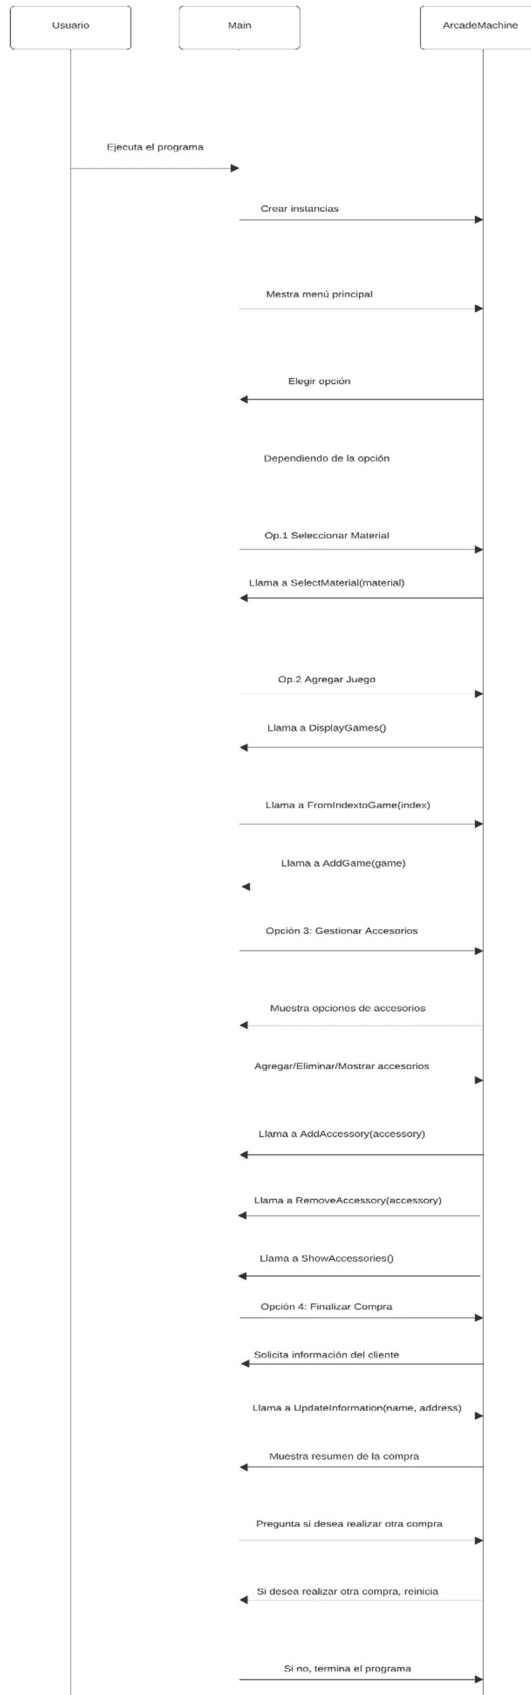 Usuario
Main
ArcadeMachine
Ejecuta el programa
Crear instancias
Mestra menú principal
Elegir opción
Dependiendo de la opción
Op.1 Seleccionar Material
Llama a SelectMaterial(material)
Op.2 Agregar Juego
Llama a DisplayGames()
Llama a FromIndextoGame(index)
Llama a AddGame(game)
Opción 3: Gestionar Accesorios
Muestra opciones de accesorios
Agregar/Eliminar/Mostrar accesorios
Llama a AddAccessory(accessory)
Llama a RemoveAccessory(accessory)
Llama a ShowAccessories()
Opción 4: Finalizar Compra
Solicita información del cliente
Llama a UpdateInformation(name, address)
Muestra resumen de la compra
Pregunta si desea realizar otra compra
Si desea realizar otra compra, reinicia
Si no, termina el programa